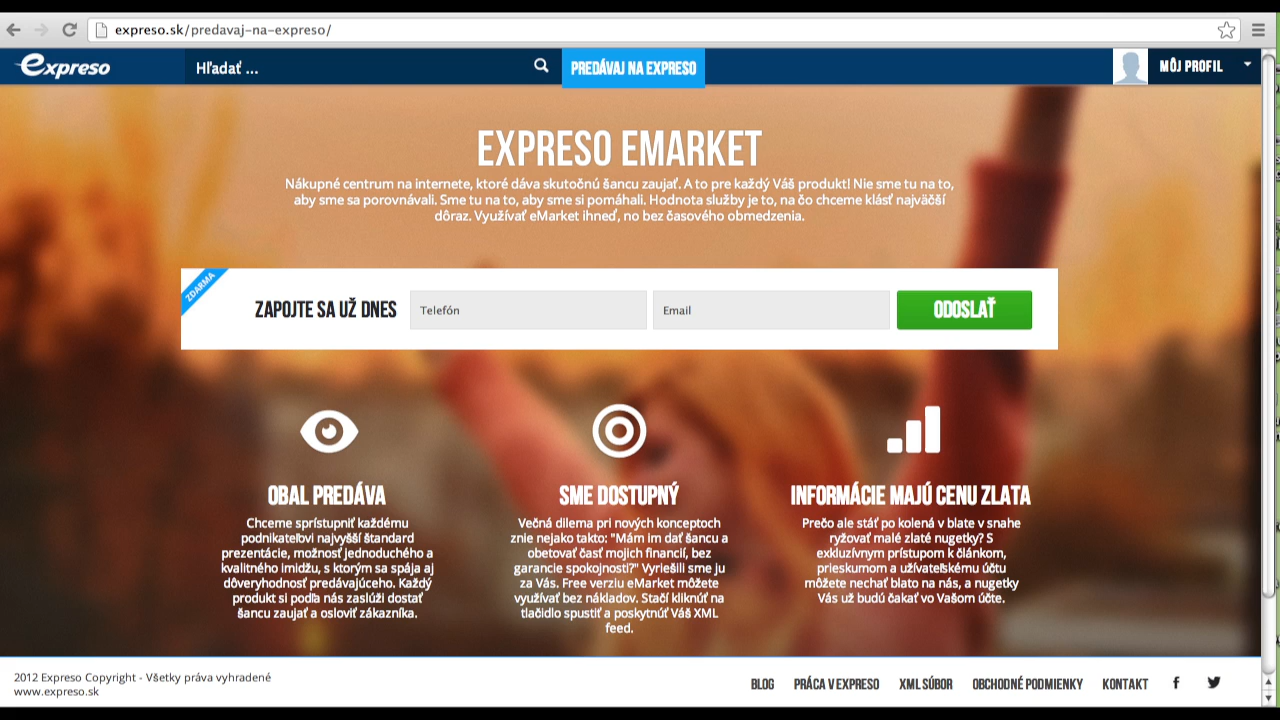 expreso.sk/predavaj-na-expreso/
Expreso
Hľadať ...
PREDÁVAJ NA EXPRESO
MÔJ PROFIL
EXPRESO EMARKET
Nákupné centrum na internete, ktoré dáva skutočnú šancu zaujať. A to pre každý Váš produkt! Nie sme tu na to,
aby sme sa porovnávali. Sme tu na to, aby sme si pomáhali. Hodnota služby je to, na čo chceme klásť najväčší
dôraz. Využívať eMarket ihneď, no bez časového obmedzenia.
ZDARMA
ZAPOJTE SA UŽ DNES
Telefón
Email
ODOSLAŤ
OBAL PREDÁVA
Chceme sprístupniť každému
podnikateľovi najvyšší štandard
prezentácie, možnosť jednoduchého a
kvalitného imidžu, s ktorým sa spája aj
dôveryhodnosť predávajúceho. Každý
produkt si podľa nás zaslúži dostať
šancu zaujať a osloviť zákazníka.
SME DOSTUPNÝ
Večná dilema pri nových konceptoch
znie nejako takto: "Mám im dať šancu a
obetovať časť mojich financií, bez
garancie spokojnosti?" Vyriešili sme ju
za Vás. Free verziu eMarket môžete
využívať bez nákladov. Stačí kliknúť na
tlačidlo spustiť a poskytnúť Váš XML
feed.
INFORMÁCIE MAJÚ CENU ZLATA
Prečo ale stáť po kolená v blate v snahe
ryžovať malé zlaté nugetky? S
exkluzívnym prístupom k článkom,
prieskumom a užívateľskému účtu
môžete nechať blato na nás, a nugetky
Vás už budú čakať vo Vašom účte.
2012 Expreso Copyright - Všetky práva vyhradené
www.expreso.sk
BLOG
PRÁCA V EXPRESO
XML SÚBOR
OBCHODNÉ PODMIENKY
KONTAKT